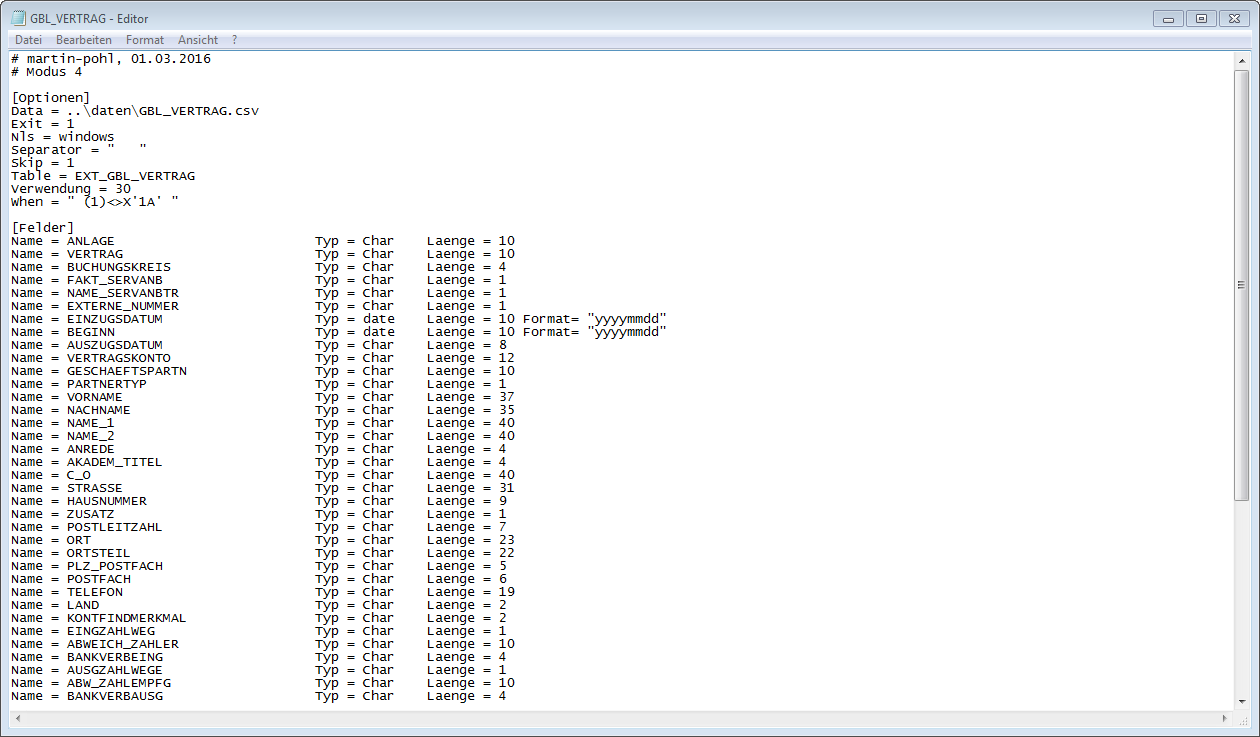 GBL_VERTRAG - Editor
Datei Bearbeiten Format Ansicht ?
# martin-pohl, 01.03.2016
# Modus 4
[Optionen]
Data = ..\daten\GBL_VERTRAG.csv
Exit = 1
Nls = windows
Separator = "   "
Skip = 1
Table = EXT_GBL_VERTRAG
Verwendung = 30
When = " (1)<>X'1A' "
[Felder]
Name = ANLAGE Typ = Char Laenge = 10
Name = VERTRAG Typ = Char Laenge = 10
Name = BUCHUNGSKREIS Typ = Char Laenge = 4
Name = FAKT_SERVANB Typ = Char Laenge = 1
Name = NAME_SERVANBTR Typ = Char Laenge = 1
Name = EXTERNE_NUMMER Typ = Char Laenge = 1
Name = EINZUGSDATUM Typ = date Laenge = 10 Format= "yyyymmdd"
Name = BEGINN Typ = date Laenge = 10 Format= "yyyymmdd"
Name = AUSZUGSDATUM Typ = Char Laenge = 8
Name = VERTRAGSKONTO Typ = Char Laenge = 12
Name = GESCHAEFTSPARTN Typ = Char Laenge = 10
Name = PARTNERTYP Typ = Char Laenge = 1
Name = VORNAME Typ = Char Laenge = 37
Name = NACHNAME Typ = Char Laenge = 35
Name = NAME_1 Typ = Char Laenge = 40
Name = NAME_2 Typ = Char Laenge = 40
Name = ANREDE Typ = Char Laenge = 4
Name = AKADEM_TITEL Typ = Char Laenge = 4
Name = C_O Typ = Char Laenge = 40
Name = STRASSE Typ = Char Laenge = 31
Name = HAUSNUMMER Typ = Char Laenge = 9
Name = ZUSATZ Typ = Char Laenge = 1
Name = POSTLEITZAHL Typ = Char Laenge = 7
Name = ORT Typ = Char Laenge = 23
Name = ORTSTEIL Typ = Char Laenge = 22
Name = PLZ_POSTFACH Typ = Char Laenge = 5
Name = POSTFACH Typ = Char Laenge = 6
Name = TELEFON Typ = Char Laenge = 19
Name = LAND Typ = Char Laenge = 2
Name = KONTFINDMERKMAL Typ = Char Laenge = 2
Name = EINGZAHLWEG Typ = Char Laenge = 1
Name = ABWEICH_ZAHLER Typ = Char Laenge = 10
Name = BANKVERBEING Typ = Char Laenge = 4
Name = AUSGZAHLWEGE Typ = Char Laenge = 1
Name = ABW_ZAHLEMPFG Typ = Char Laenge = 10
Name = BANKVERBAUSG Typ = Char Laenge = 4